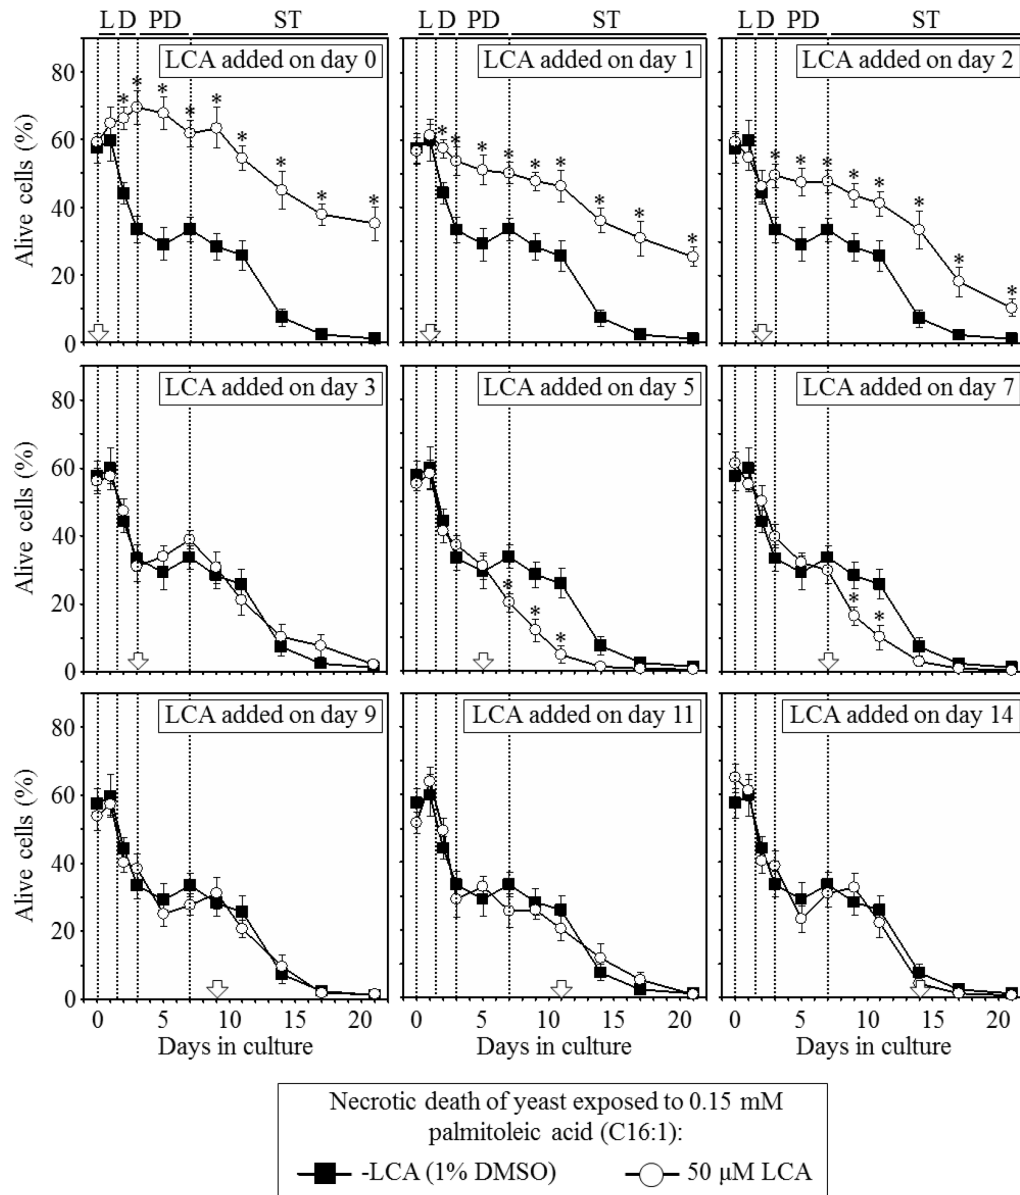 L D PD ST L D PD ST L D PD ST
LCA added on day 0 LCA added on day 1 LCA added on day 2
80
60
40
20
0
Alive cells (%)
* * * * * * * * * *
* * * * * * * * * *
* * * * * * * * *
LCA added on day 3 LCA added on day 5 LCA added on day 7
80
60
40
20
0
Alive cells (%)
* * *
* *
LCA added on day 9 LCA added on day 11 LCA added on day 14
80
60
40
20
0
Alive cells (%)
0 5 10 15 20 0 5 10 15 20 0 5 10 15 20
Days in culture Days in culture Days in culture
Necrotic death of yeast exposed to 0.15 mM
palmitoleic acid (C16:1):
-LCA (1% DMSO) 50 µM LCA